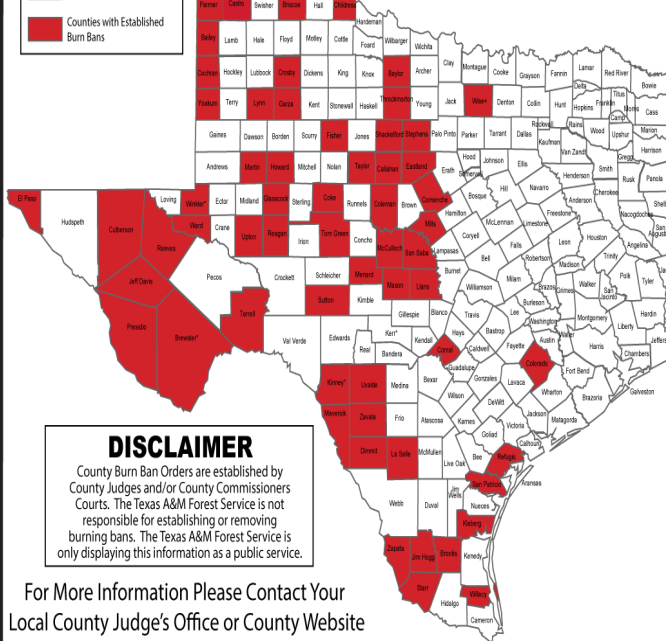 Parmer Castro Swisher Briscoe Hall Childress
Hardeman
Counties with Established
Burn Bans
Bailey Lamb Hale Floyd Motley Cottle Foard Wilbarger Wichita
Clay Montague Cooke Grayson Fannin Lamar Red River Bowie
Cochran Hockley Lubbock Crosby Dickens King Knox Baylor Archer
Delta Titus Franklin Morris Cass
Yoakum Terry Lynn Garza Kent Stonewall Haskell Throckmorton Young Jack Wise* Denton Collin Hunt Hopkins Camp
Rockwall Rains Wood Upshur Marion
Gaines Dawson Borden Scurry Fisher Jones Shackelford Stephens Palo Pinto Parker Tarrant Dallas Kaufman Van Zandt Gregg Harrison
Andrews Martin Howard Mitchell Nolan Taylor Callahan Eastland Erath Hood Somervell Johnson Ellis Henderson Smith Rusk Panola
El Paso Hudspeth Culberson Loving Winkler* Ector Midland Glasscock Sterling Coke Runnels Coleman Brown Comanche Bosque Hill Navarro Anderson Cherokee
Hamilton Freestone Nacogdoches
Reeves Ward Crane Upton Reagan Irion Tom Green Concho McCulloch San Saba Mills Lampasas Coryell McLennan Limestone Leon Houston Angelina
Falls Robertson Madison Trinity
Jeff Davis Pecos Crockett Schleicher Menard Mason Llano Burnet Bell Milam Brazos Grimes Walker San Jacinto Polk Tyler
Williamson Burleson
Presidio Brewster* Terrell Sutton Kimble Gillespie Blanco Travis Lee Washington Montgomery Liberty Hardin
Val Verde Edwards Real Kerr* Bandera Kendall Hays Bastrop Fayette Austin Waller Harris Chambers
Comal Caldwell Colorado Fort Bend Galveston
Kinney* Uvalde Medina Bexar Guadalupe Gonzales Lavaca Wharton Brazoria
Wilson DeWitt Jackson Matagorda
Maverick Zavala Frio Atascosa Karnes Victoria
Goliad Calhoun
Dimmit La Salle McMullen Live Oak Bee Refugio
San Patricio Aransas
Webb Duval Jim Wells Nueces
Kleberg
Zapata Jim Hogg Brooks Kenedy
Starr Hidalgo Willacy
Cameron
DISCLAIMER
County Burn Ban Orders are established by
County Judges and/or County Commissioners
Courts. The Texas A&M Forest Service is not
responsible for establishing or removing
burning bans. The Texas A&M Forest Service is
only displaying this information as a public service.
For More Information Please Contact Your
Local County Judge's Office or County Website